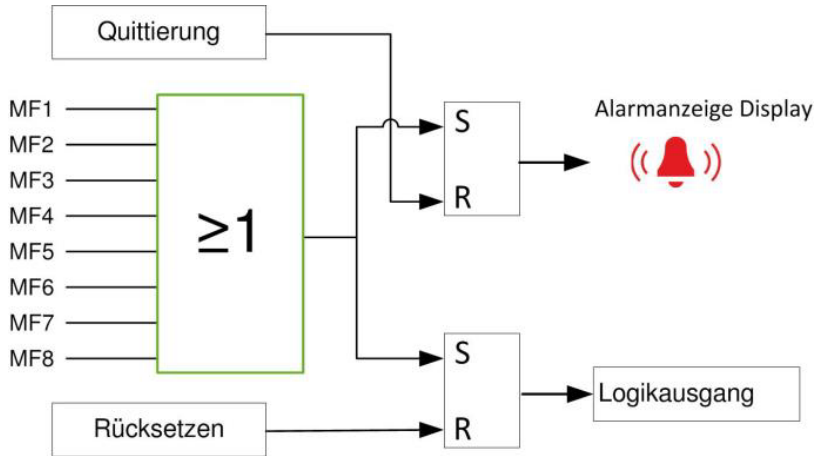 Quittierung
MF1
MF2
MF3
MF4
MF5
MF6
MF7
MF8
≥1
S
R
Alarmanzeige Display
S
R
Logikausgang
Rücksetzen